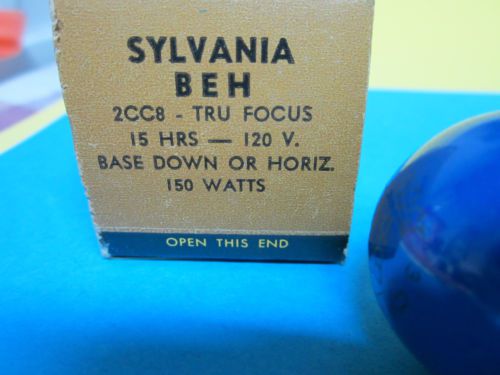 SYLVANIA
BEH
2CC8 - TRU FOCUS
15 HRS — 120 V.
BASE DOWN OR HORIZ.
150 WATTS
OPEN THIS END